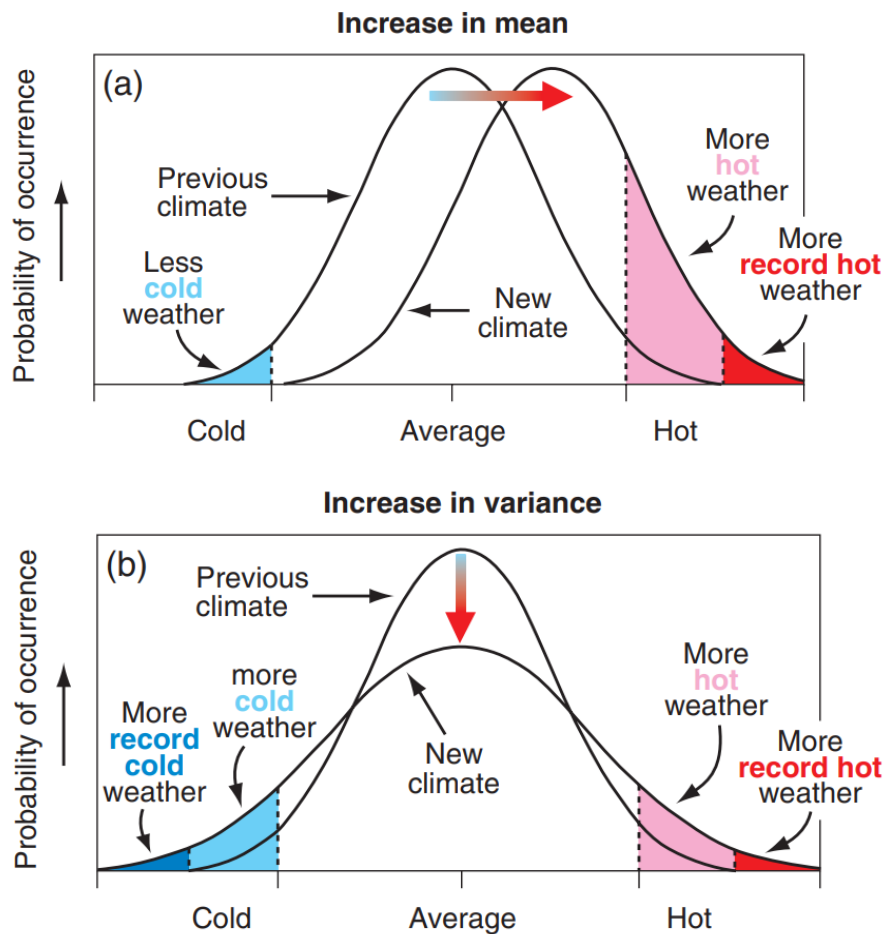 Increase in mean
(a)
Probability of occurrence
Previous
climate
Less
cold
weather
New
climate
More
hot
weather
More
record hot
weather
Cold
Average
Hot
Increase in variance
(b)
Probability of occurrence
Previous
climate
more
cold
weather
More
record
cold
weather
New
climate
More
hot
weather
More
record hot
weather
Cold
Average
Hot